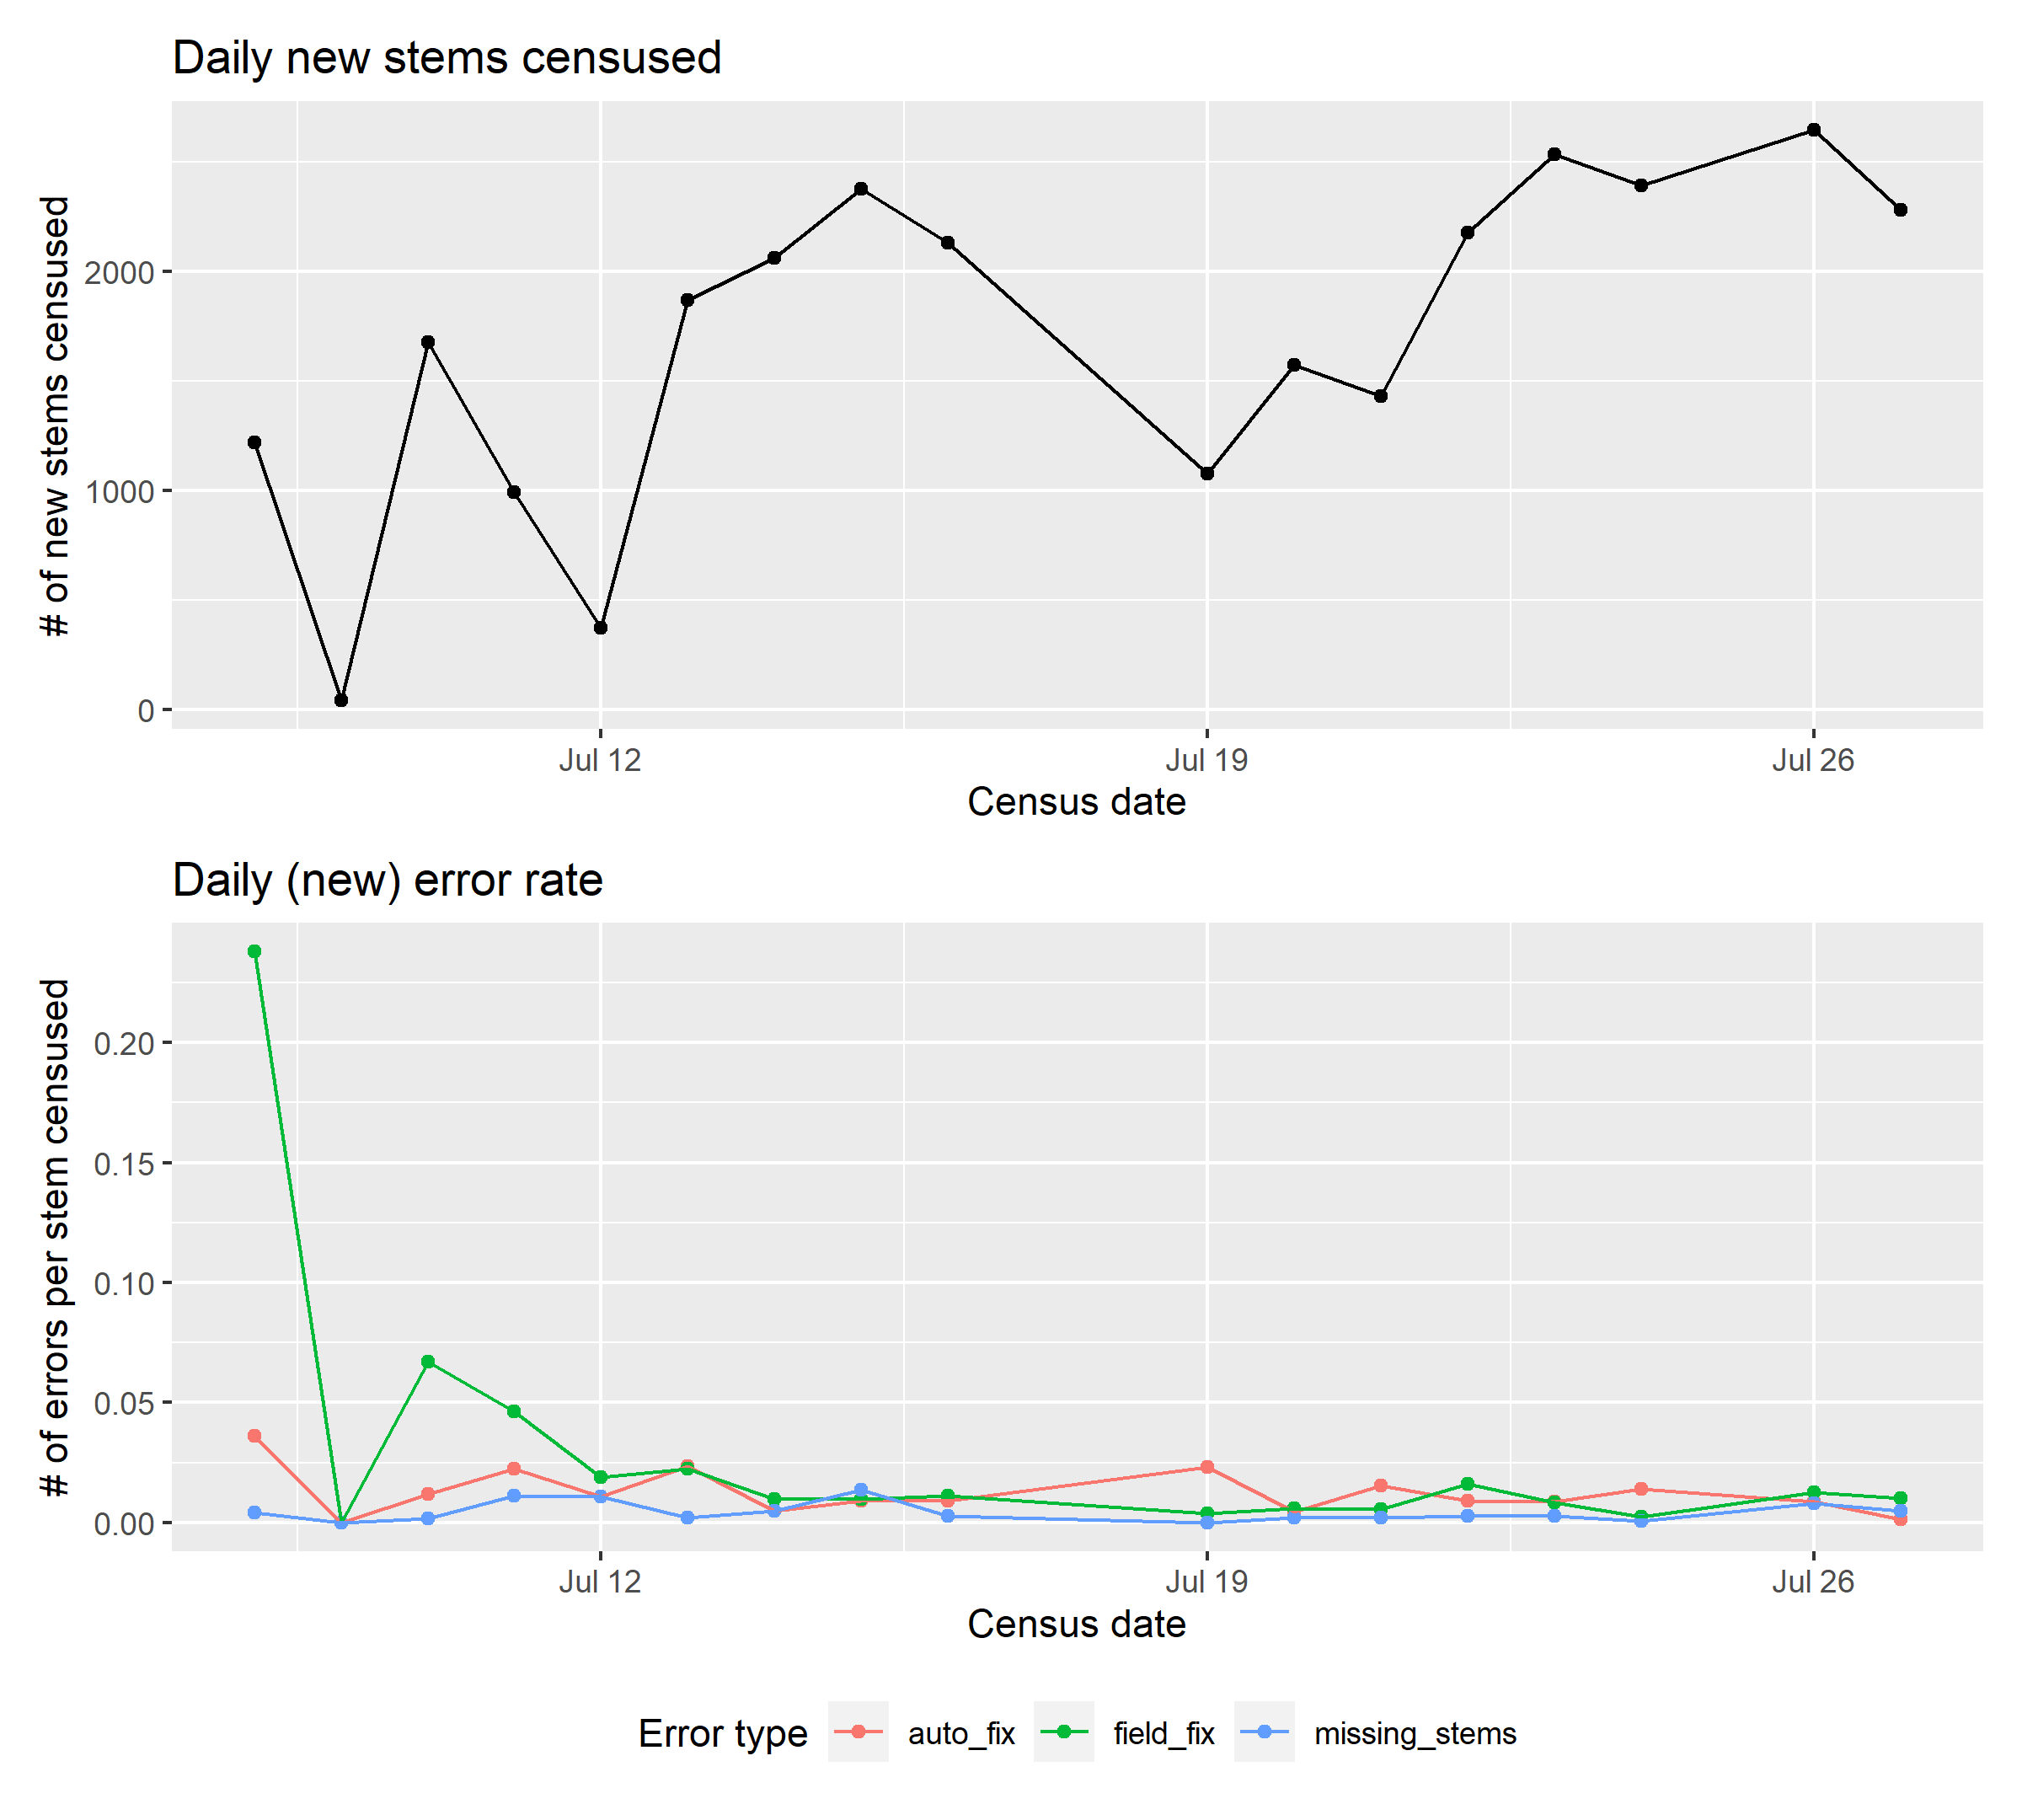 Daily new stems censused
# of new stems censused
2000
1000
0
Jul 12 Jul 19 Jul 26
Census date
Daily (new) error rate
# of errors per stem censused
0.20
0.15
0.10
0.05
0.00
Jul 12 Jul 19 Jul 26
Census date
Error type auto_fix field_fix missing_stems